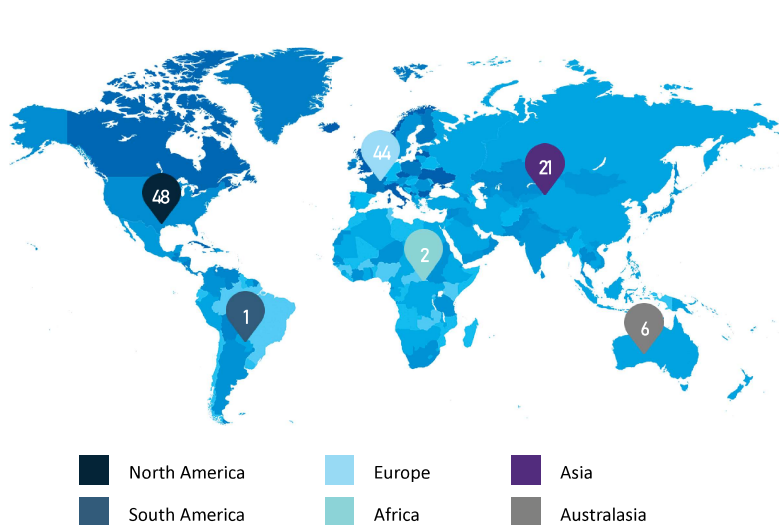 44
21
48
2
1
6
North America
Europe
Asia
South America
Africa
Australasia